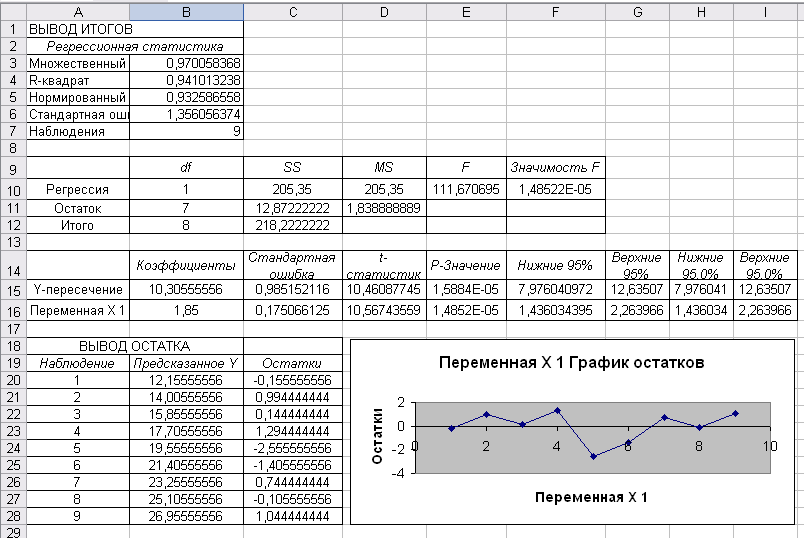 A B C D E F G H I
1 ВЫВОД ИТОГОВ
2 Регрессионная статистика
3 Множественный 0,970058368
4 R-квадрат 0,941013238
5 Нормированный 0,932586558
6 Стандартная оши 1,356056374
7 Наблюдения 9
8
9 df SS MS F Значимость F
10 Регрессия 1 205,35 205,35 111,670695 1,48522E-05
11 Остаток 7 12,87222222 1,838888889
12 Итого 8 218,2222222
13
14 Коэффициенты Стандартная ошибка t-статистик P-Значение Нижние 95% Верхние 95% Нижние 95,0% Верхние 95,0%
15 Y-пересечение 10,30555556 0,985152116 10,46087745 1,5884E-05 7,976040972 12,63507 7,976041 12,63507
16 Переменная X 1 1,85 0,175066125 10,56743559 1,4852E-05 1,436034395 2,263966 1,436034 2,263966
17
18 ВЫВОД ОСТАТКА
19 Наблюдение Предсказанное Y Остатки
20 1 12,15555556 -0,155555556
21 2 14,00555556 0,994444444
22 3 15,85555556 0,144444444
23 4 17,70555556 1,294444444
24 5 19,55555556 -2,555555556
25 6 21,40555556 -1,405555556
26 7 23,25555556 0,744444444
27 8 25,10555556 -0,105555556
28 9 26,95555556 1,044444444
29
Переменная X 1 График остатков
Остатки
2
0
-2
-4
0 2 4 6 8 10
Переменная X 1